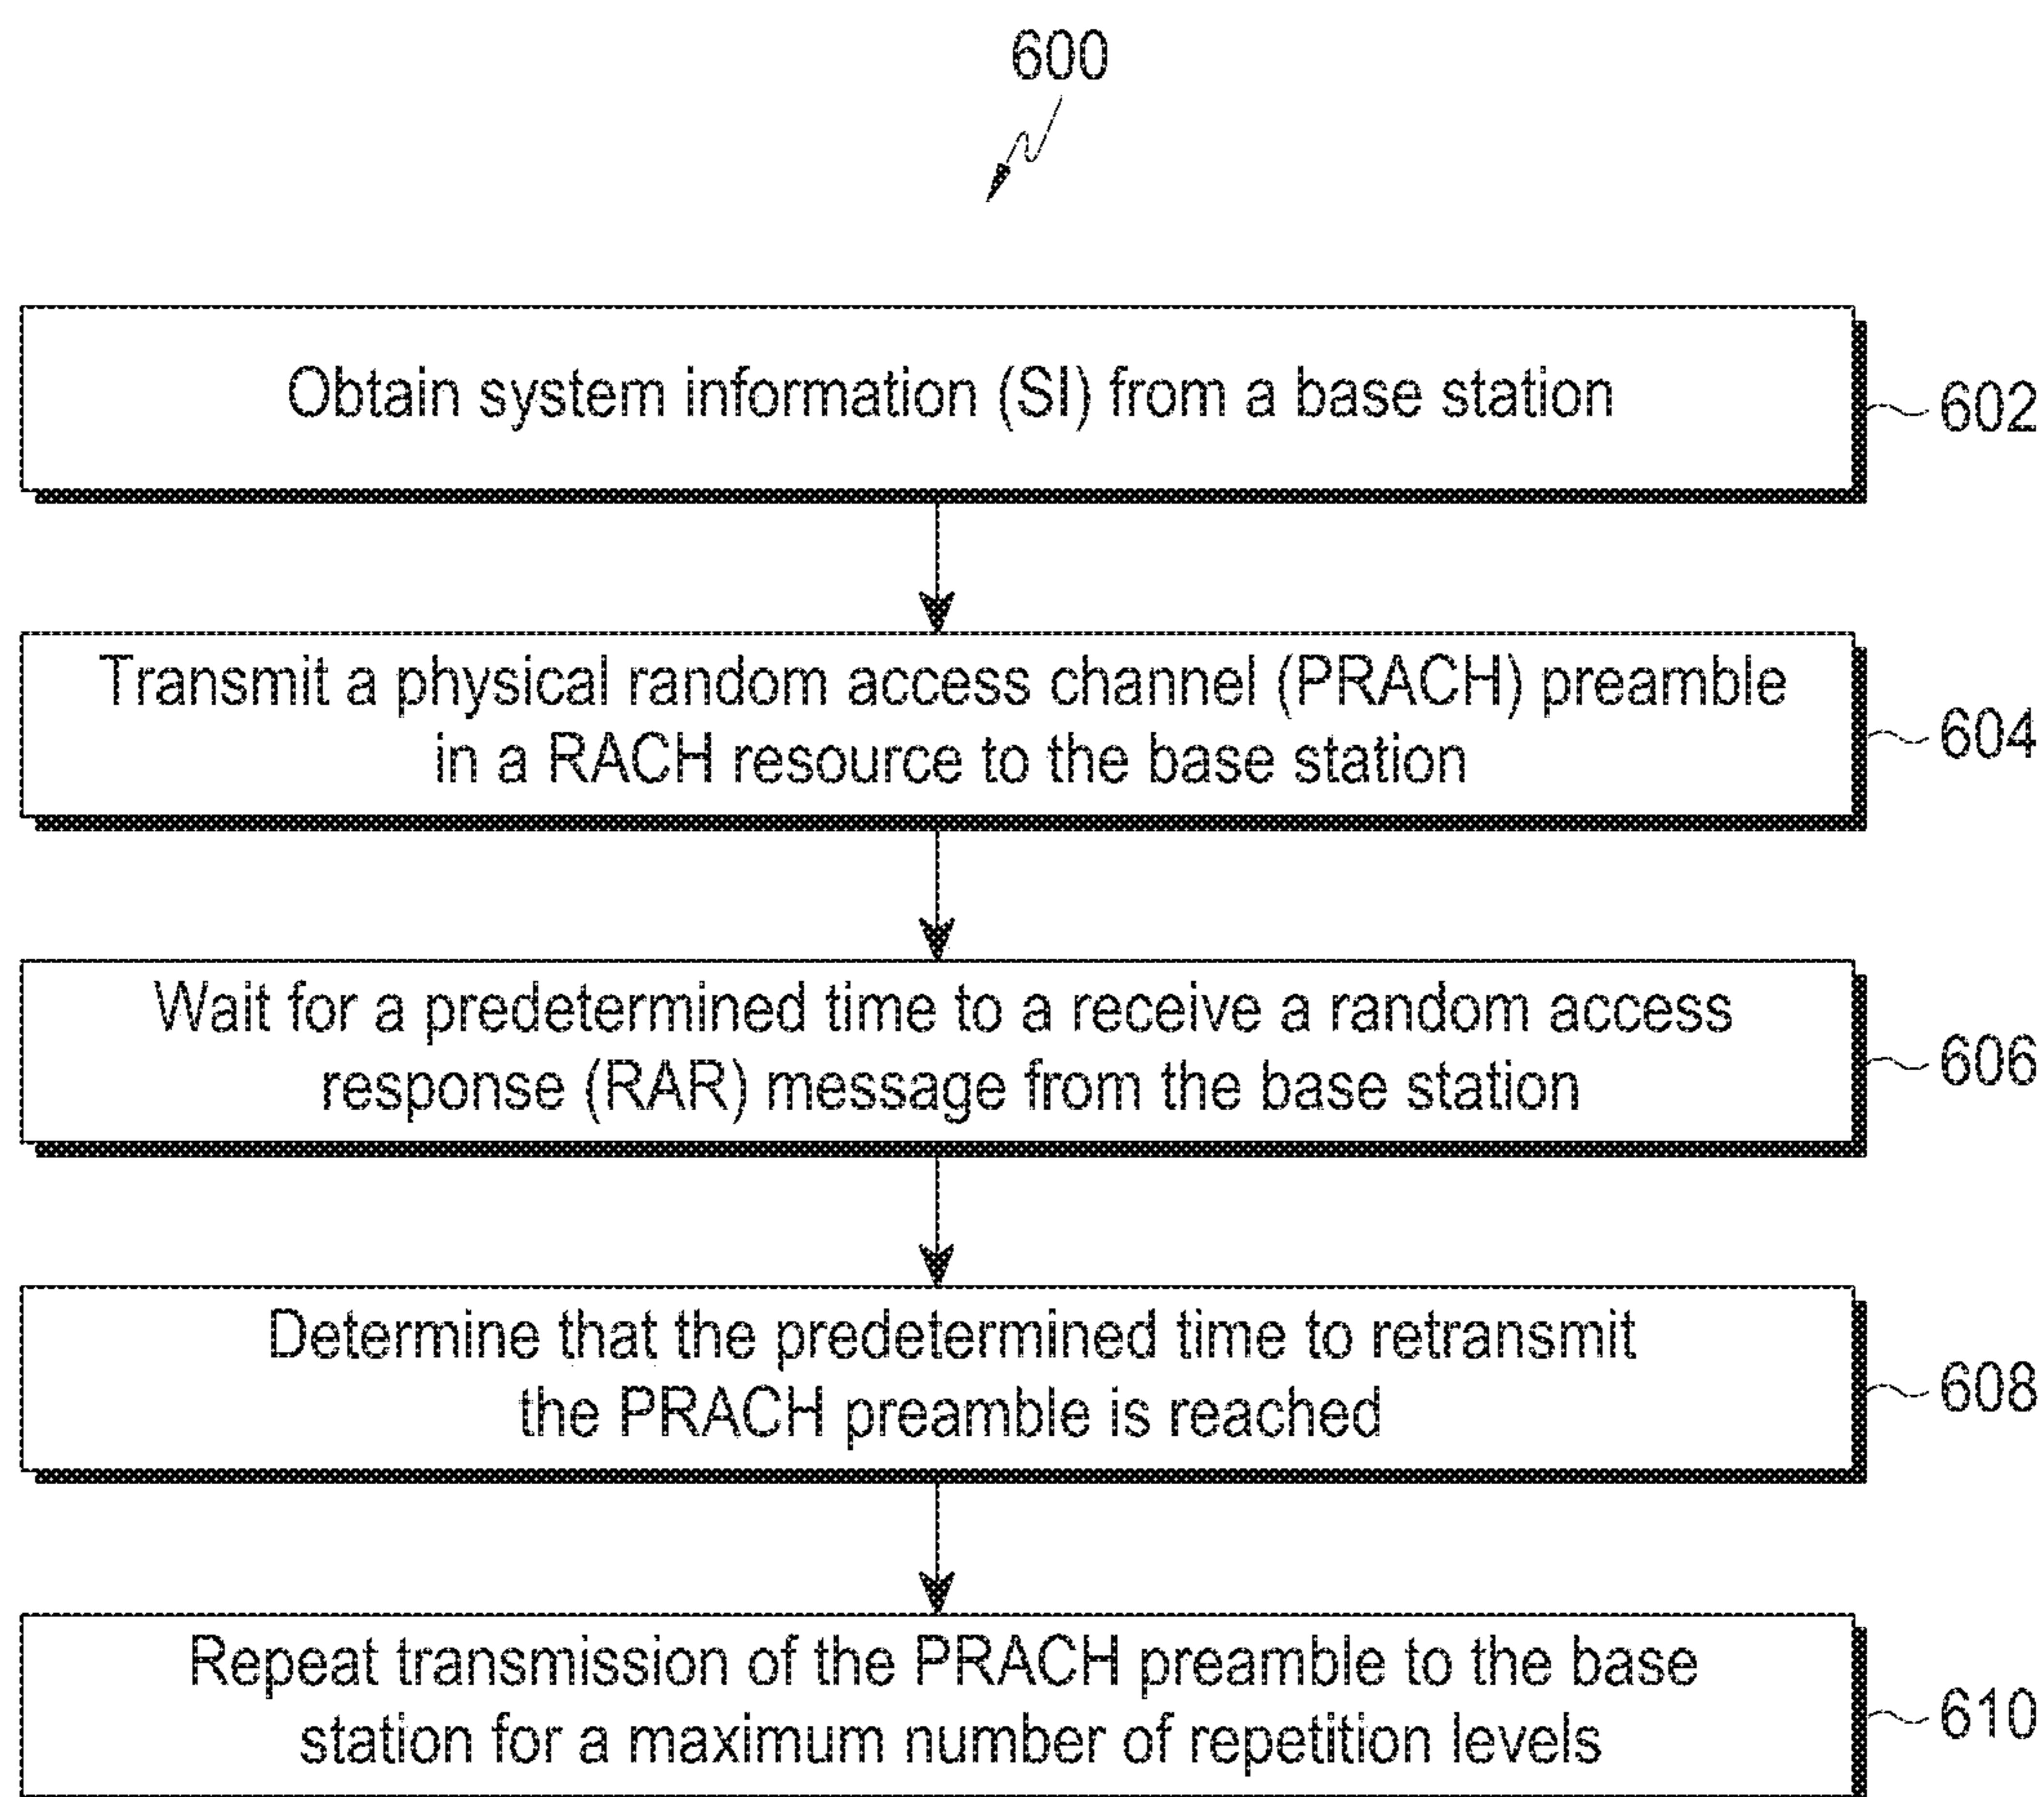 600
Obtain system information (SI) from a base station
602
Transmit a physical random access channel (PRACH) preamble
in a RACH resource to the base station
604
Wait for a predetermined time to a receive a random access
response (RAR) message from the base station
606
Determine that the predetermined time to retransmit
the PRACH preamble is reached
608
Repeat transmission of the PRACH preamble to the base
station for a maximum number of repetition levels
610